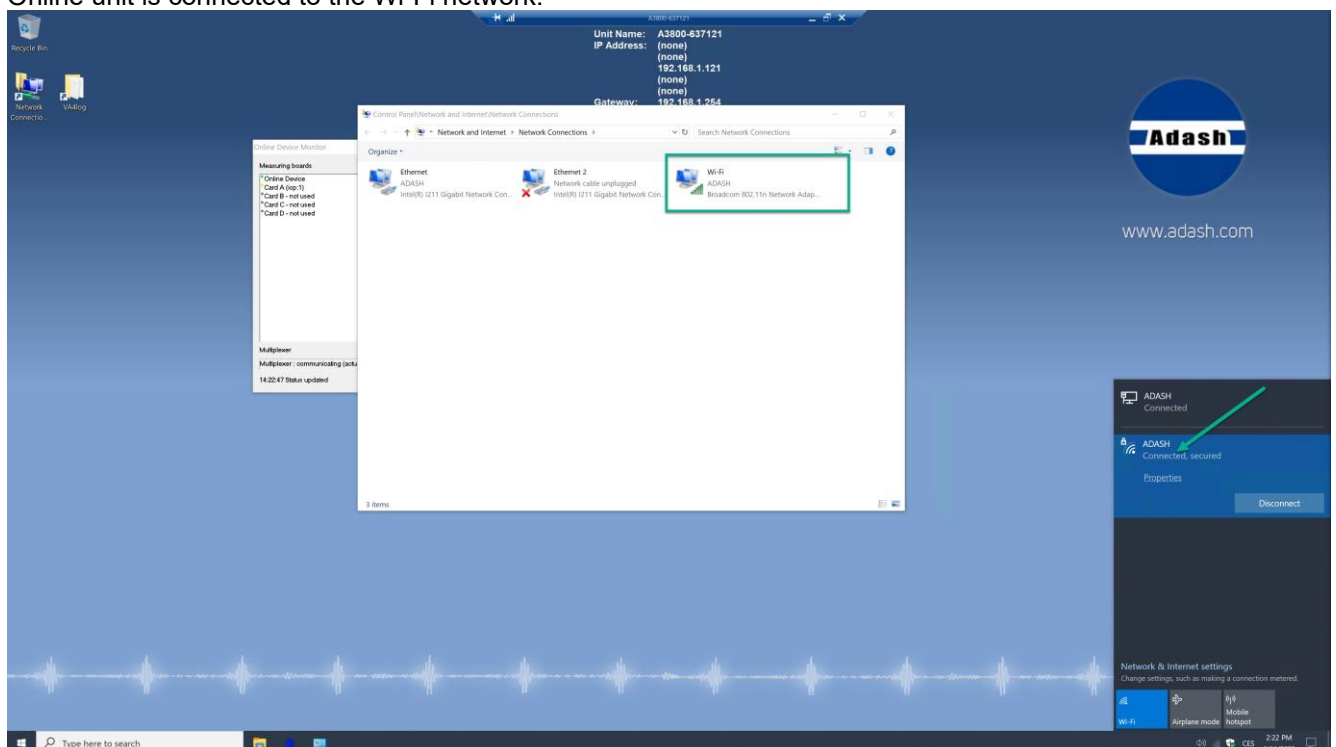 Online unit is connected to the Wi-Fi network.
A3800-637121
Recycle Bin
Network Connectio...
VA4log
Unit Name: A3800-637121
IP Address: (none)
(none)
192.168.1.121
(none)
(none)
Gateway: 192.168.1.254
Control Panel\Network and Internet\Network Connections
Network and Internet > Network Connections >
Search Network Connections
Organize
Ethernet
ADASH
Intel(R) I211 Gigabit Network Con...
Ethernet 2
Network cable unplugged
Intel(R) I211 Gigabit Network Con...
Wi-Fi
ADASH
Broadcom 802.11n Network Adap...
3 items
Online Device Monitor
Measuring boards
*Online Device
*Card A (icp:1)
*Card B - not used
*Card C - not used
*Card D - not used
Multiplexer
Multiplexer : communicating (actu
14:22:47 Status updated
Adash
www.adash.com
ADASH
Connected
ADASH
Connected, secured
Properties
Disconnect
Network & Internet settings
Change settings, such as making a connection metered.
Wi-Fi
Airplane mode
Mobile hotspot
Type here to search
CES
2:22 PM